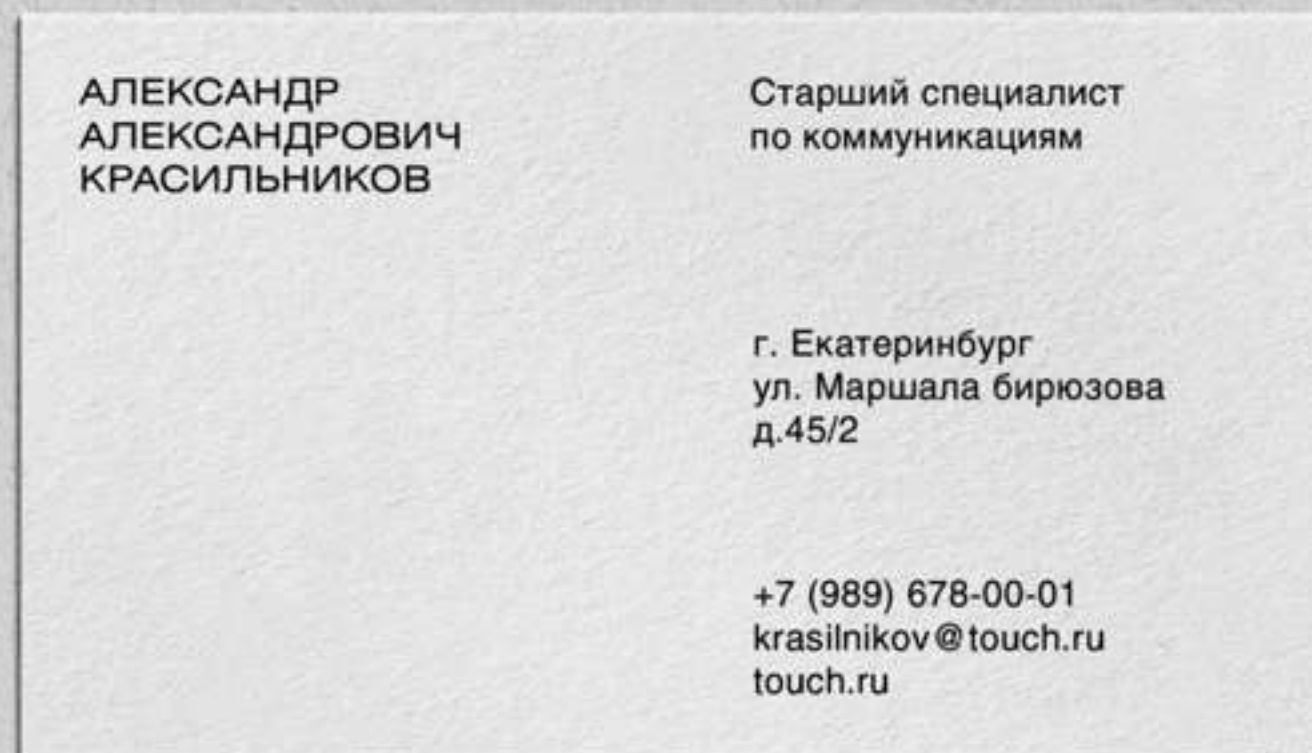 АЛЕКСАНДР
АЛЕКСАНДРОВИЧ
КРАСИЛЬНИКОВ
Старший специалист
по коммуникациям
г. Екатеринбург
ул. Маршала бирюзова
д.45/2
+7 (989) 678-00-01
krasilnikov@touch.ru
touch.ru